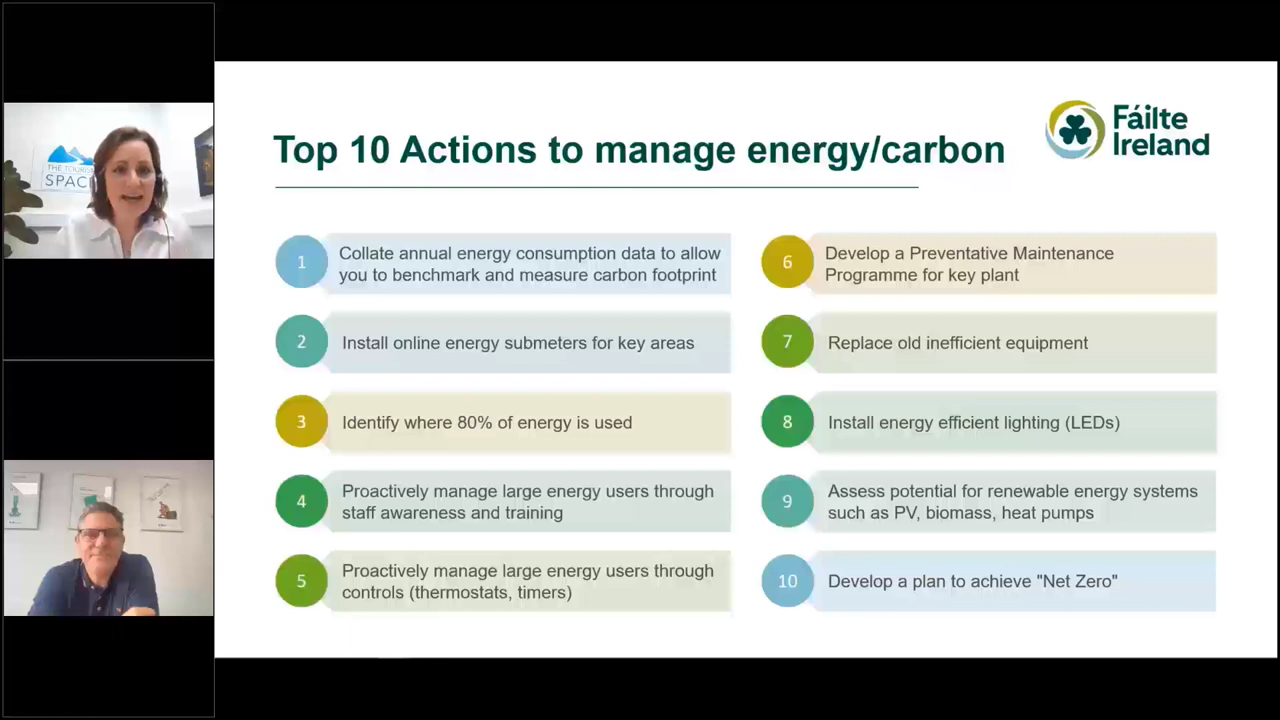 THE TOURISM
SPACE
Top 10 Actions to manage energy/carbon
Fáilte
Ireland
1
Collate annual energy consumption data to allow
you to benchmark and measure carbon footprint
2
Install online energy submeters for key areas
3
Identify where 80% of energy is used
4
Proactively manage large energy users through
staff awareness and training
5
Proactively manage large energy users through
controls (thermostats, timers)
6
Develop a Preventative Maintenance
Programme for key plant
7
Replace old inefficient equipment
8
Install energy efficient lighting (LEDs)
9
Assess potential for renewable energy systems
such as PV, biomass, heat pumps
10
Develop a plan to achieve "Net Zero"